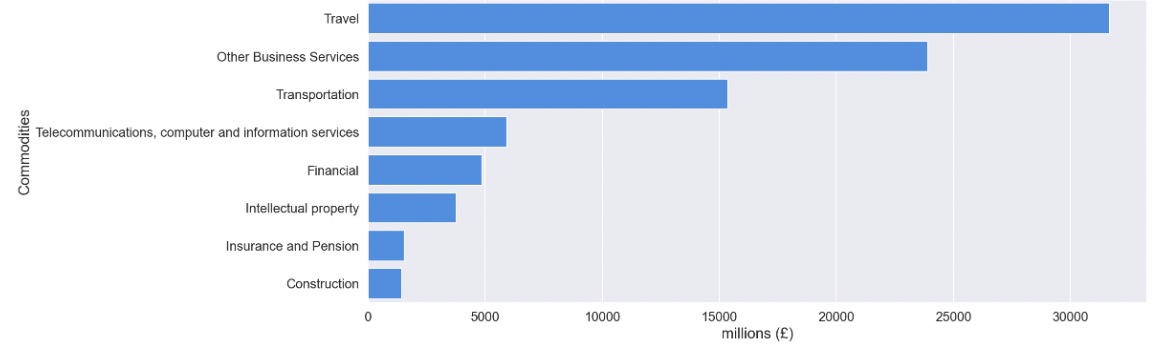 Commodities
Travel
Other Business Services
Transportation
Telecommunications, computer and information services
Financial
Intellectual property
Insurance and Pension
Construction
0 5000 10000 15000 20000 25000 30000
millions (£)